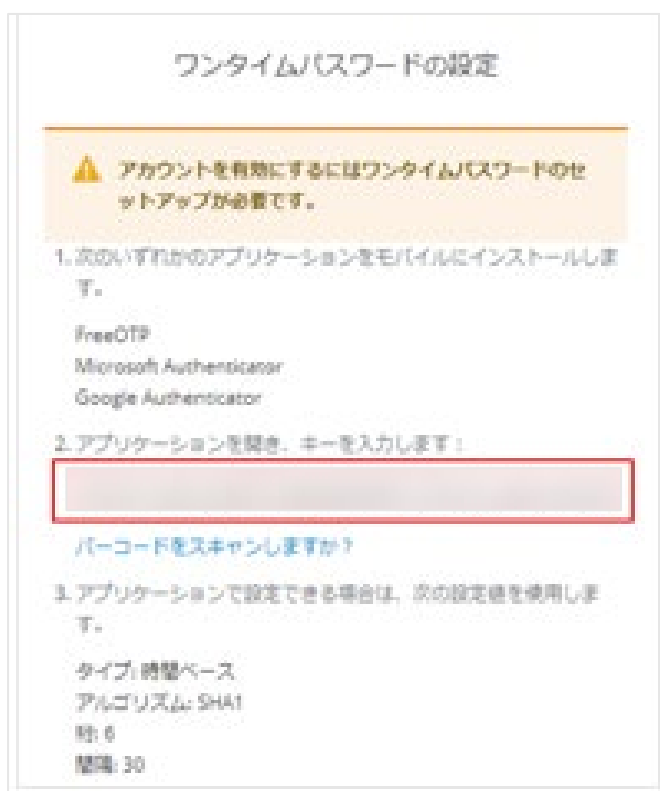 ワンタイムパスワードの設定
アカウントを有効にするにはワンタイムパスワードのセ
ットアップが必要です。
1. 次のいずれかのアプリケーションをモバイルにインストールしま
す。
FreeOTP
Microsoft Authenticator
Google Authenticator
2. アプリケーションを開き、キーを入力します:
バーコードをスキャンしますか?
3. アプリケーションで設定できる場合は、次の設定値を使用しま
す。
タイプ: 時間ベース
アルゴリズム: SHA1
桁: 6
間隔: 30